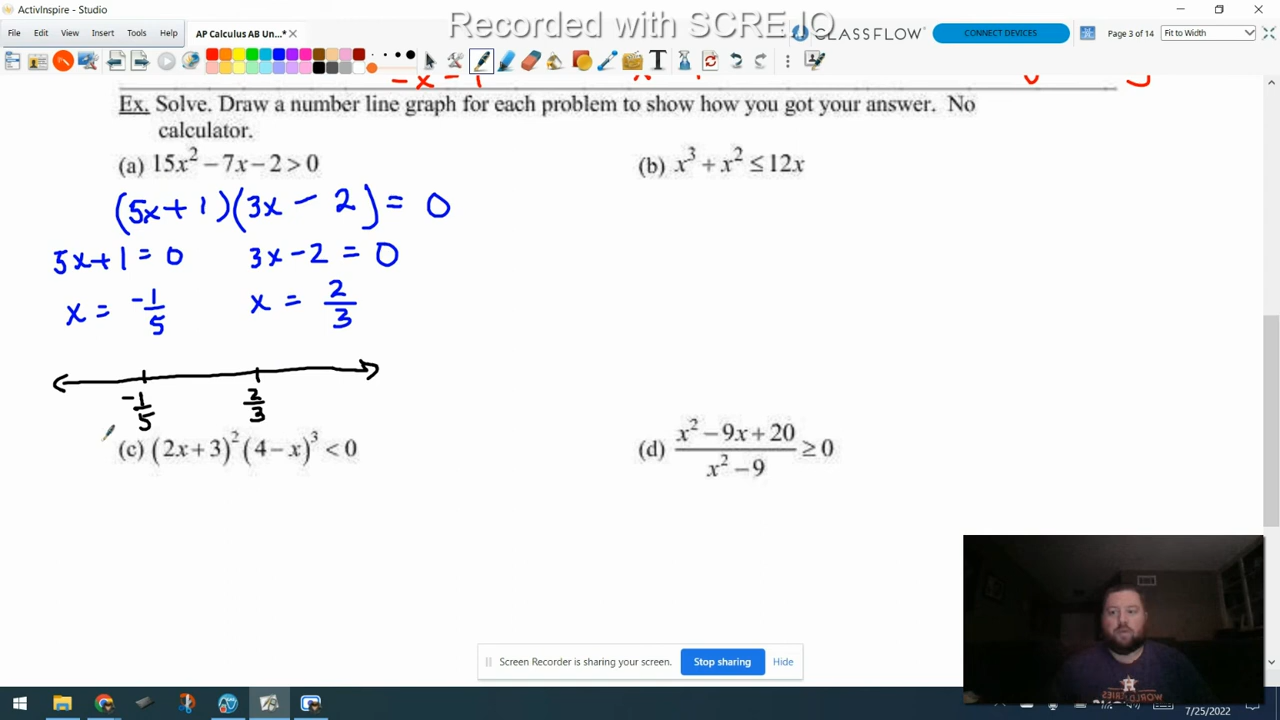 ActivInspire - Studio
Recorded with SCRE.IO
File Edit View Insert Tools Help
AP Calculus AB Un...*
CLASSFLOW
CONNECT DEVICES
Page 3 of 14
Fit to Width
Ex. Solve. Draw a number line graph for each problem to show how you got your answer. No
calculator.
(a) 15x² − 7x − 2 > 0
(b) x³ + x² ≤ 12x
(5x + 1)(3x − 2) = 0
5x + 1 = 0 3x − 2 = 0
x = -1/5 x = 2/3
-1/5 2/3
(c) (2x + 3)² (4 − x)³ < 0
(d) (x² − 9x + 20)/(x² − 9) ≥ 0
Screen Recorder is sharing your screen.
Stop sharing
Hide
7/25/2022